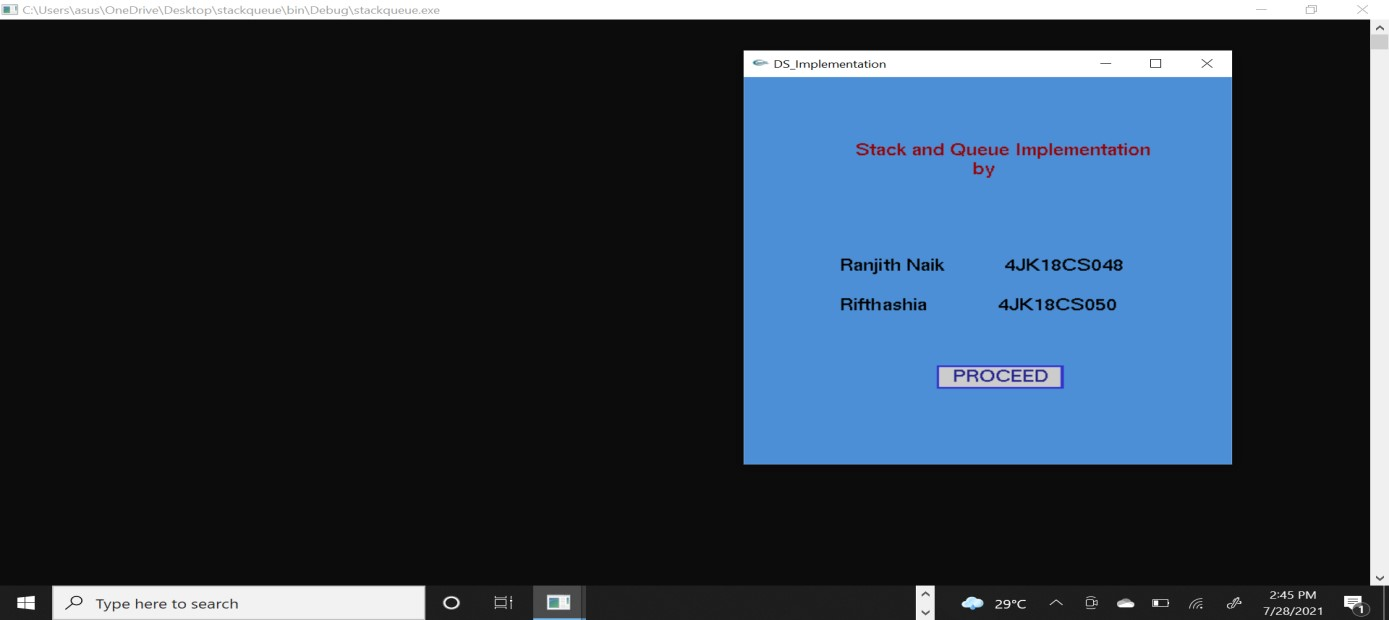 C:\Users\asus\OneDrive\Desktop\stackqueue\bin\Debug\stackqueue.exe
DS_Implementation
Stack and Queue Implementation
by
Ranjith Naik 4JK18CS048
Rifthashia 4JK18CS050
PROCEED
Type here to search
29°C
2:45 PM
7/28/2021
1